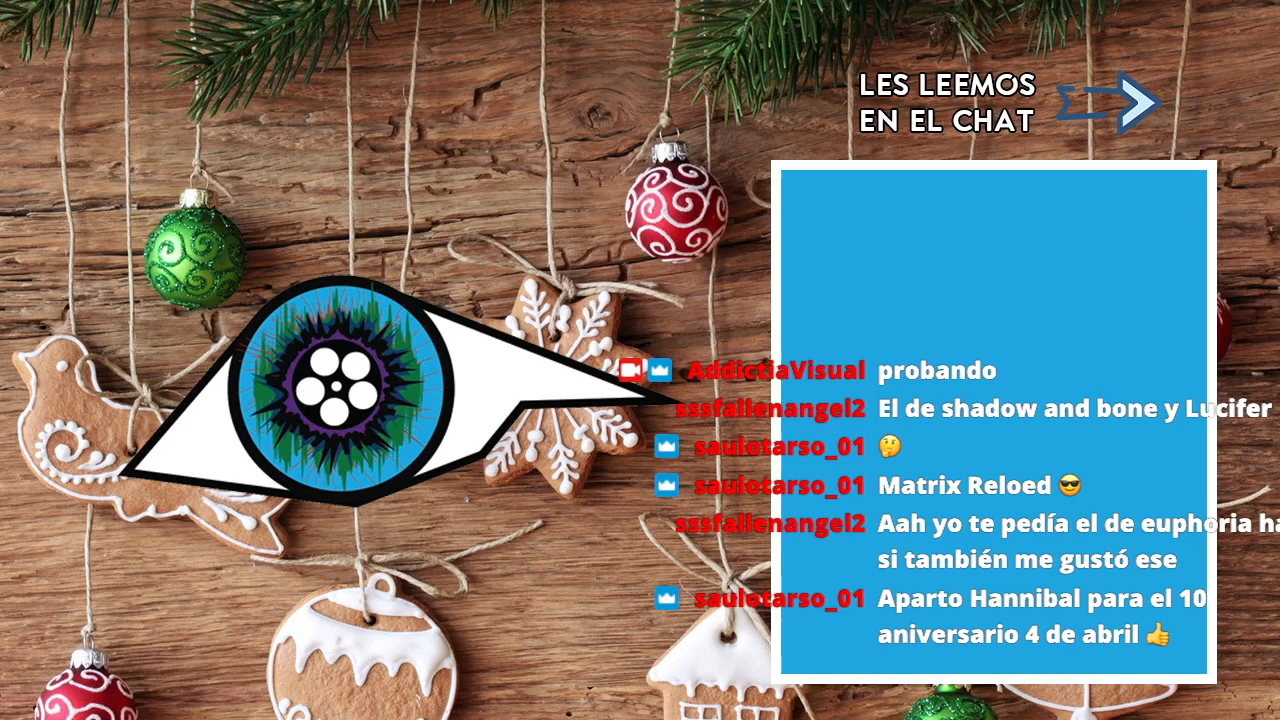 LES LEEMOS
EN EL CHAT
AddictiaVisual probando
sssfallenangel2 El de shadow and bone y Lucifer
saulotarso_01 🤔
saulotarso_01 Matrix Reloed 😎
sssfallenangel2 Aah yo te pedía el de euphoria ha
si también me gustó ese
saulotarso_01 Aparto Hannibal para el 10
aniversario 4 de abril 👍